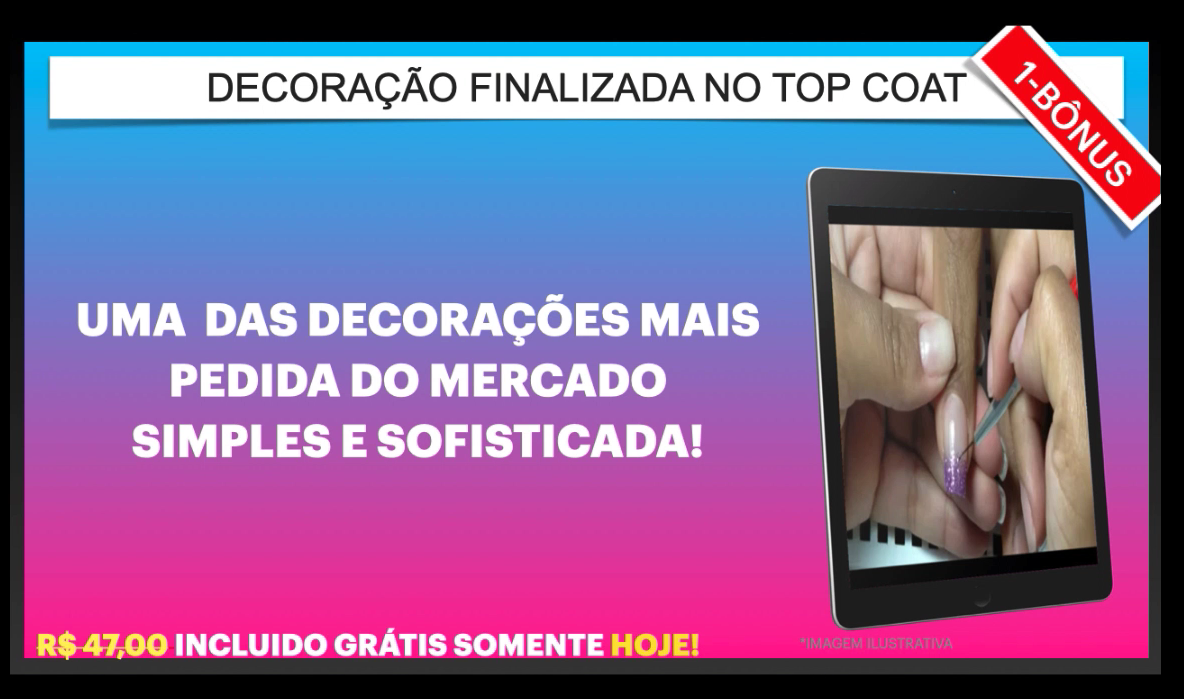 DECORAÇÃO FINALIZADA NO TOP COAT
1-BÔNUS
UMA DAS DECORAÇÕES MAIS
PEDIDA DO MERCADO
SIMPLES E SOFISTICADA!
R$ 47,00 INCLUIDO GRÁTIS SOMENTE HOJE!
*IMAGEM ILUSTRATIVA